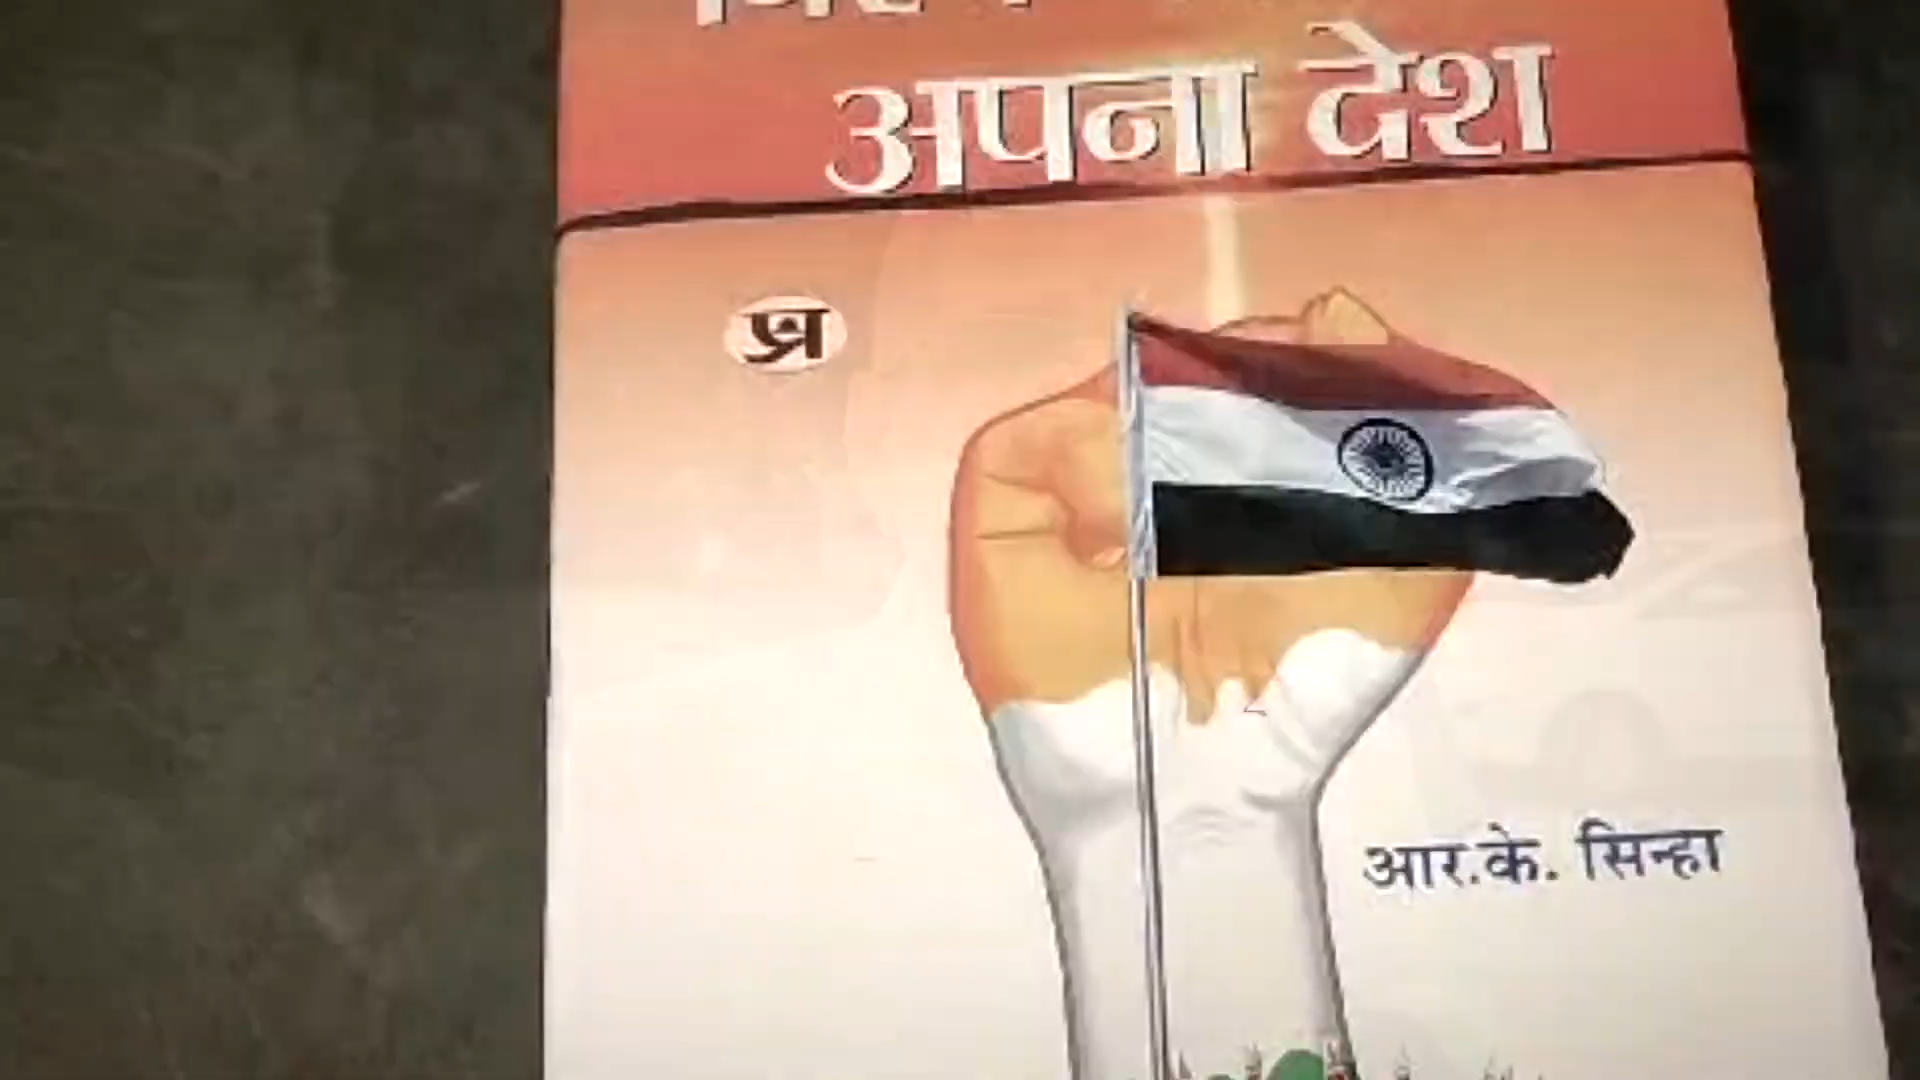 अपना देश
प्र
आर.के. सिन्हा